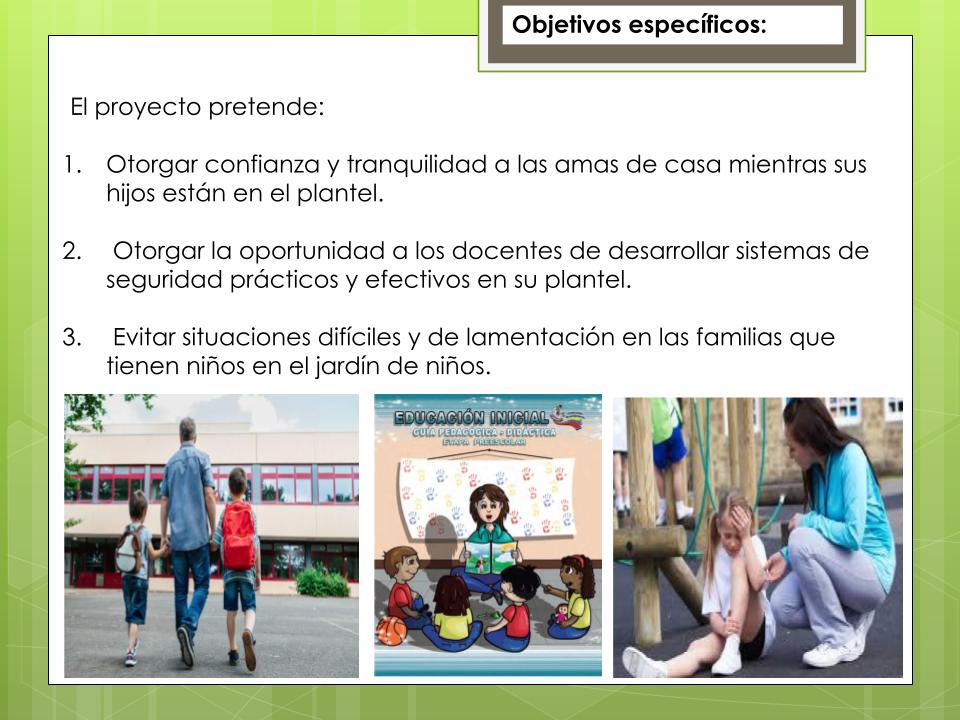 Objetivos específicos:
El proyecto pretende:
1. Otorgar confianza y tranquilidad a las amas de casa mientras sus
hijos están en el plantel.
2. Otorgar la oportunidad a los docentes de desarrollar sistemas de
seguridad prácticos y efectivos en su plantel.
3. Evitar situaciones difíciles y de lamentación en las familias que
tienen niños en el jardín de niños.
EDUCACIÓN INICIAL
GUÍA PEDAGÓGICA - DIDÁCTICA
ETAPA PREESCOLAR